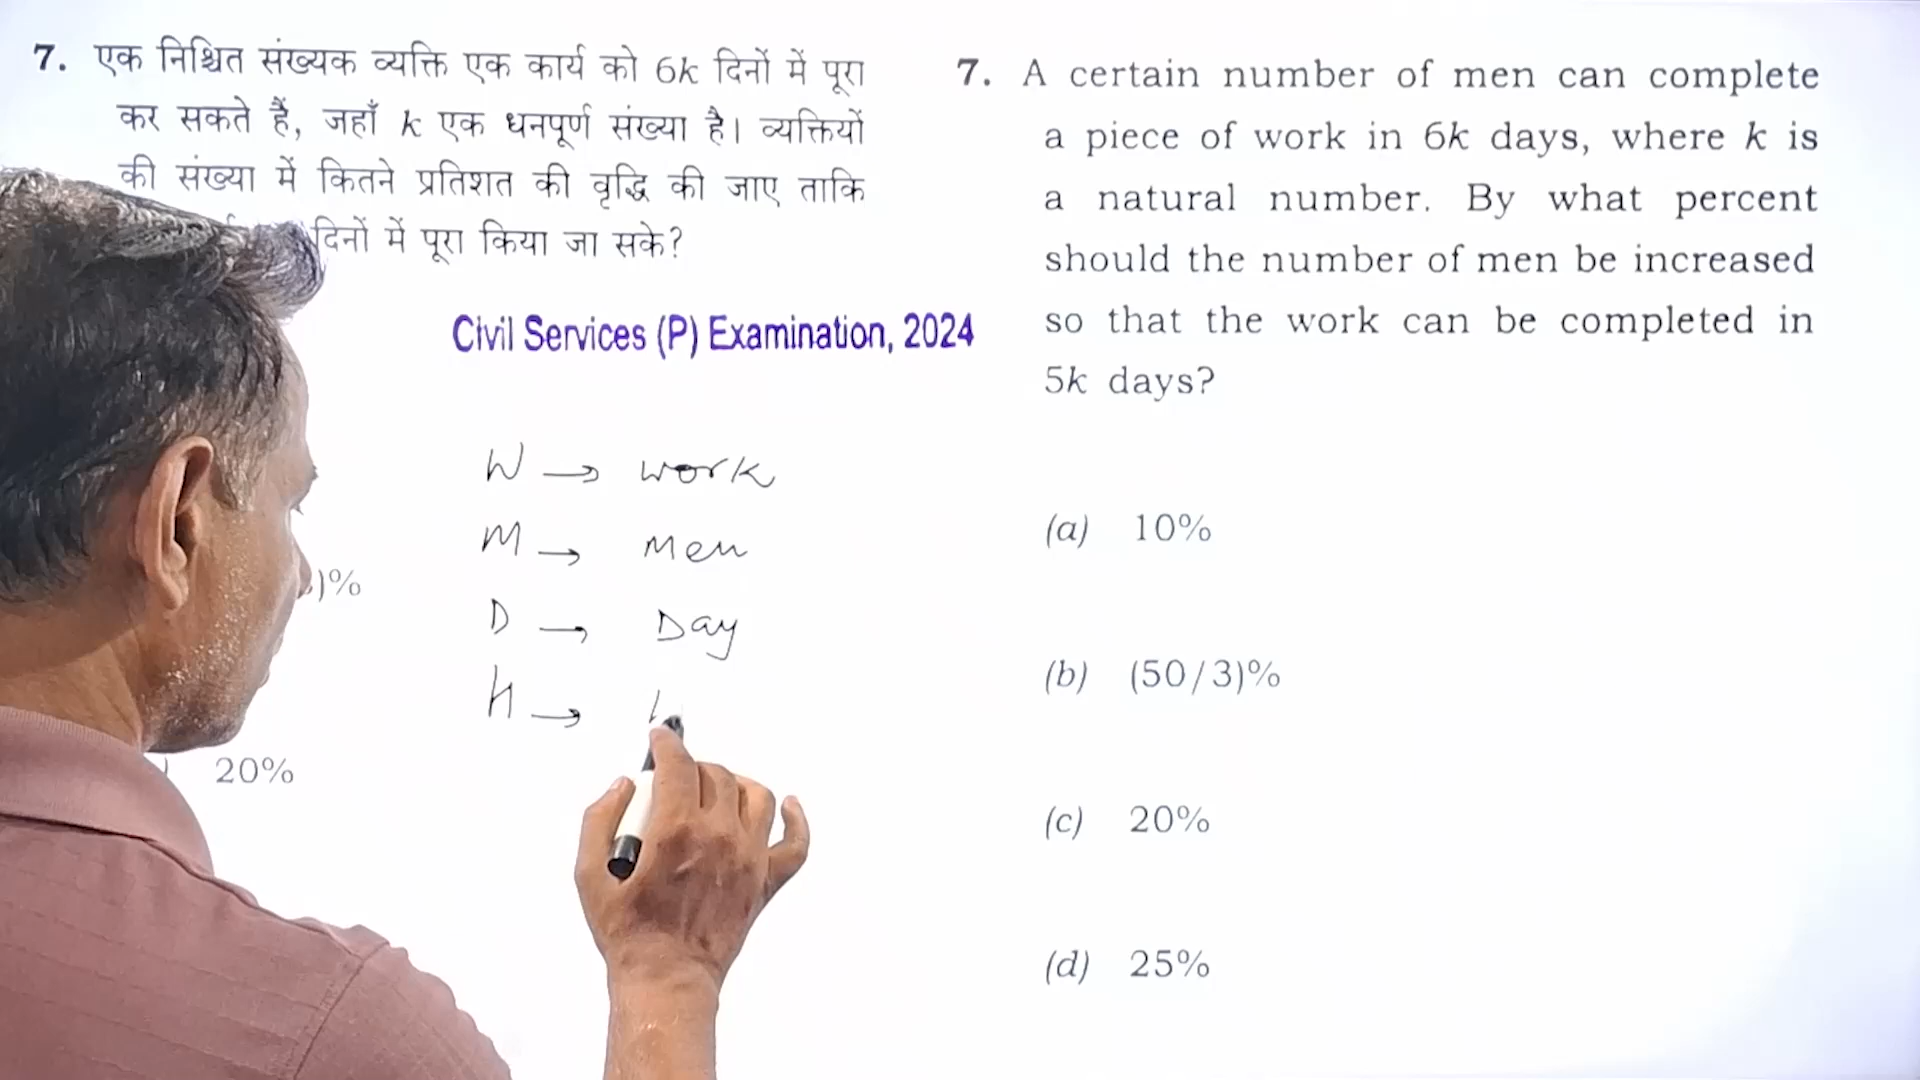 7. एक निश्चित संख्यक व्यक्ति एक कार्य को 6k दिनों में पूरा
कर सकते हैं, जहाँ k एक धनपूर्ण संख्या है। व्यक्तियों
की संख्या में कितने प्रतिशत की वृद्धि की जाए ताकि
दिनों में पूरा किया जा सके?
Civil Services (P) Examination, 2024
W → work
M → Men
D → Day
H →
)%
20%
7. A certain number of men can complete
a piece of work in 6k days, where k is
a natural number. By what percent
should the number of men be increased
so that the work can be completed in
5k days?
(a) 10%
(b) (50/3)%
(c) 20%
(d) 25%